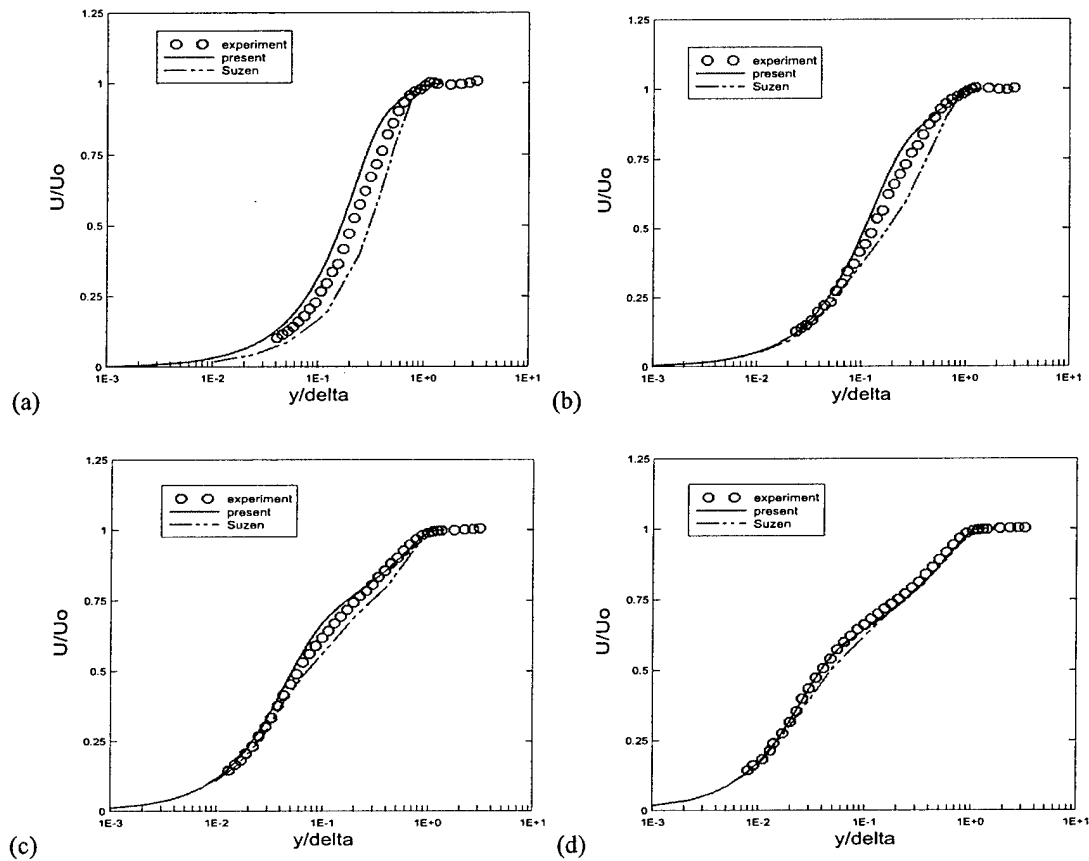 1.25
experiment
present
Suzen
1
0.75
U/Uo
0.5
0.25
0
1E-3
1E-2
1E-1
1E+0
1E+1
y/delta
(a)
1.25
experiment
present
Suzen
1
0.75
U/Uo
0.5
0.25
0
1E-3
1E-2
1E-1
1E+0
1E+1
y/delta
(b)
1.25
experiment
present
Suzen
1
0.75
U/Uo
0.5
0.25
0
1E-3
1E-2
1E-1
1E+0
1E+1
y/delta
(c)
1.25
experiment
present
Suzen
1
0.75
U/Uo
0.5
0.25
0
1E-3
1E-2
1E-1
1E+0
1E+1
y/delta
(d)